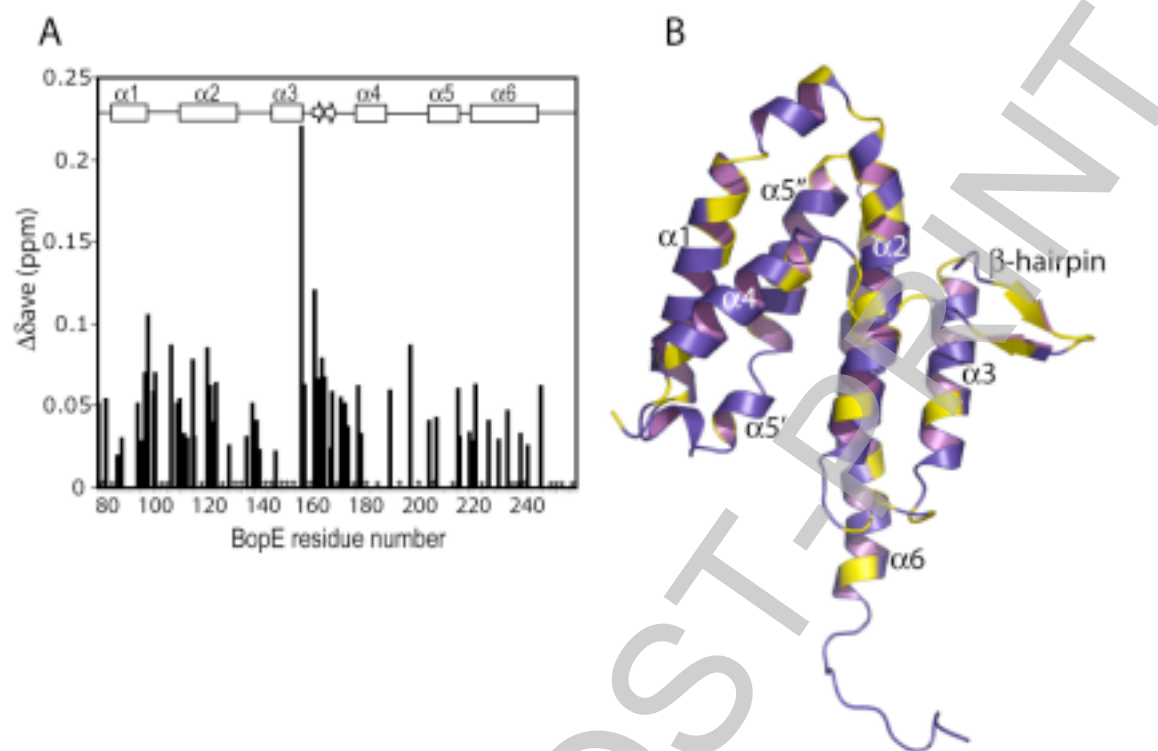 A
B
0.25
0.2
0.15
0.1
0.05
0
Δδave (ppm)
α1 α2 α3 α4 α5 α6
80 100 120 140 160 180 200 220 240
BopE residue number
α5"
α1
α2
β-hairpin
α4
α3
α5'
α6
OST-PRINT